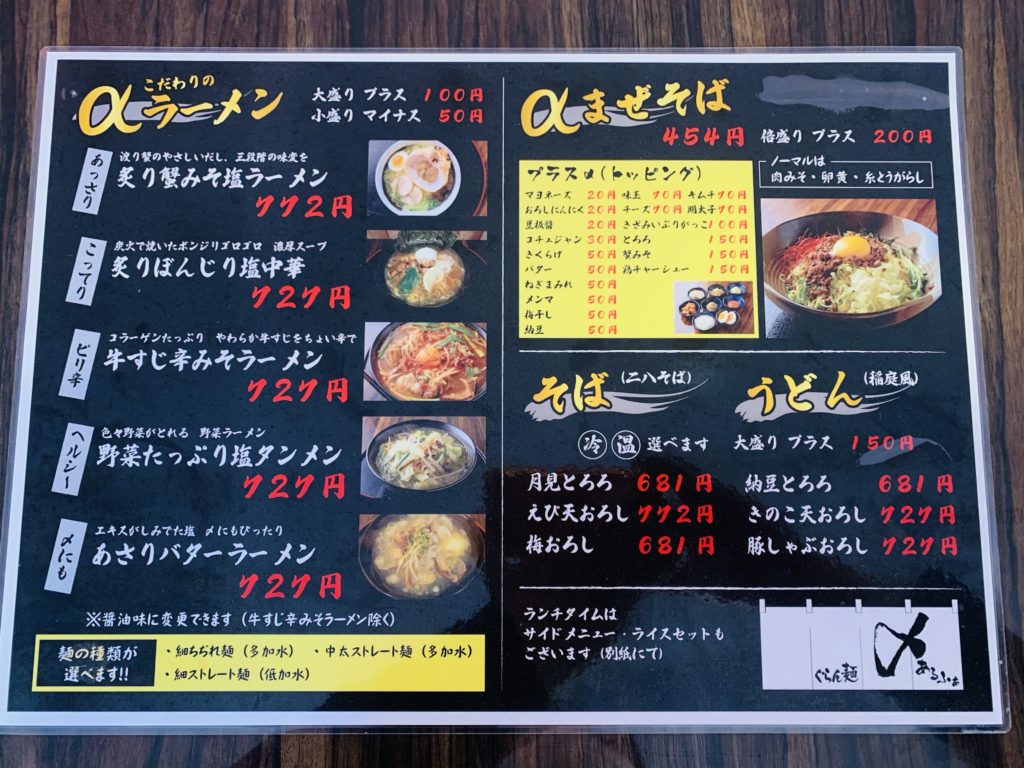 こだわりの
αラーメン
大盛り プラス 100円
小盛り マイナス 50円
あっさり
渡り蟹のやさしいだし、三段階の味変を
炙り蟹みそ塩ラーメン
772円
こってり
炭火で焼いたボンジリゴロゴロ 濃厚スープ
炙りぼんじり塩中華
727円
ピリ辛
コラーゲンたっぷり やわらか牛すじをちょい辛で
牛すじ辛みそラーメン
727円
ヘルシー
色々野菜がとれる 野菜ラーメン
野菜たっぷり塩タンメン
727円
〆にも
エキスがしみでた塩 〆にもぴったり
あさりバターラーメン
727円
※醤油味に変更できます(牛すじ辛みそラーメン除く)
麺の種類が
選べます!!
・細ちぢれ麺(多加水) ・中太ストレート麺(多加水)
・細ストレート麺(低加水)
αまぜそば
454円 倍盛り プラス 200円
プラスα(トッピング)
マヨネーズ 20円 味玉 70円 キムチ 70円
おろしにんにく 20円 チーズ 70円 明太子 70円
豆板醤 20円 きざみいぶりがっこ 100円
コチュジャン 30円 とろろ 150円
きくらげ 50円 蟹みそ 150円
バター 50円 鶏チャーシュー 150円
ねぎまみれ 50円
メンマ 50円
梅干し 50円
納豆 50円
ノーマルは
肉みそ・卵黄・糸とうがらし
そば(二八そば)
うどん(稲庭風)
冷 温 選べます 大盛り プラス 150円
月見とろろ 681円 納豆とろろ 681円
えび天おろし 772円 きのこ天おろし 727円
梅おろし 681円 豚しゃぶおろし 727円
ランチタイムは
サイドメニュー・ライスセットも
ございます(別紙にて)
ぐらん麺
〆あるふぁ